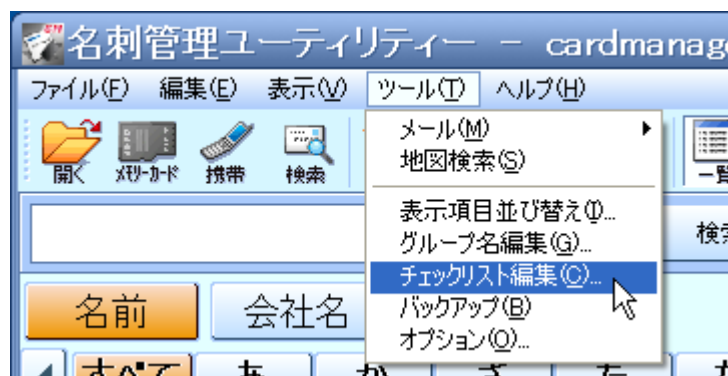 名刺管理ユーティリティー － cardmanag
ファイル(F) 編集(E) 表示(V) ツール(T) ヘルプ(H)
開く メモリーカード 携帯 検索
メール(M)
地図検索(S)
表示項目並び替え(I)...
グループ名編集(G)...
チェックリスト編集(C)...
バックアップ(B)
オプション(O)...
名前 会社名
すべて あ か さ た